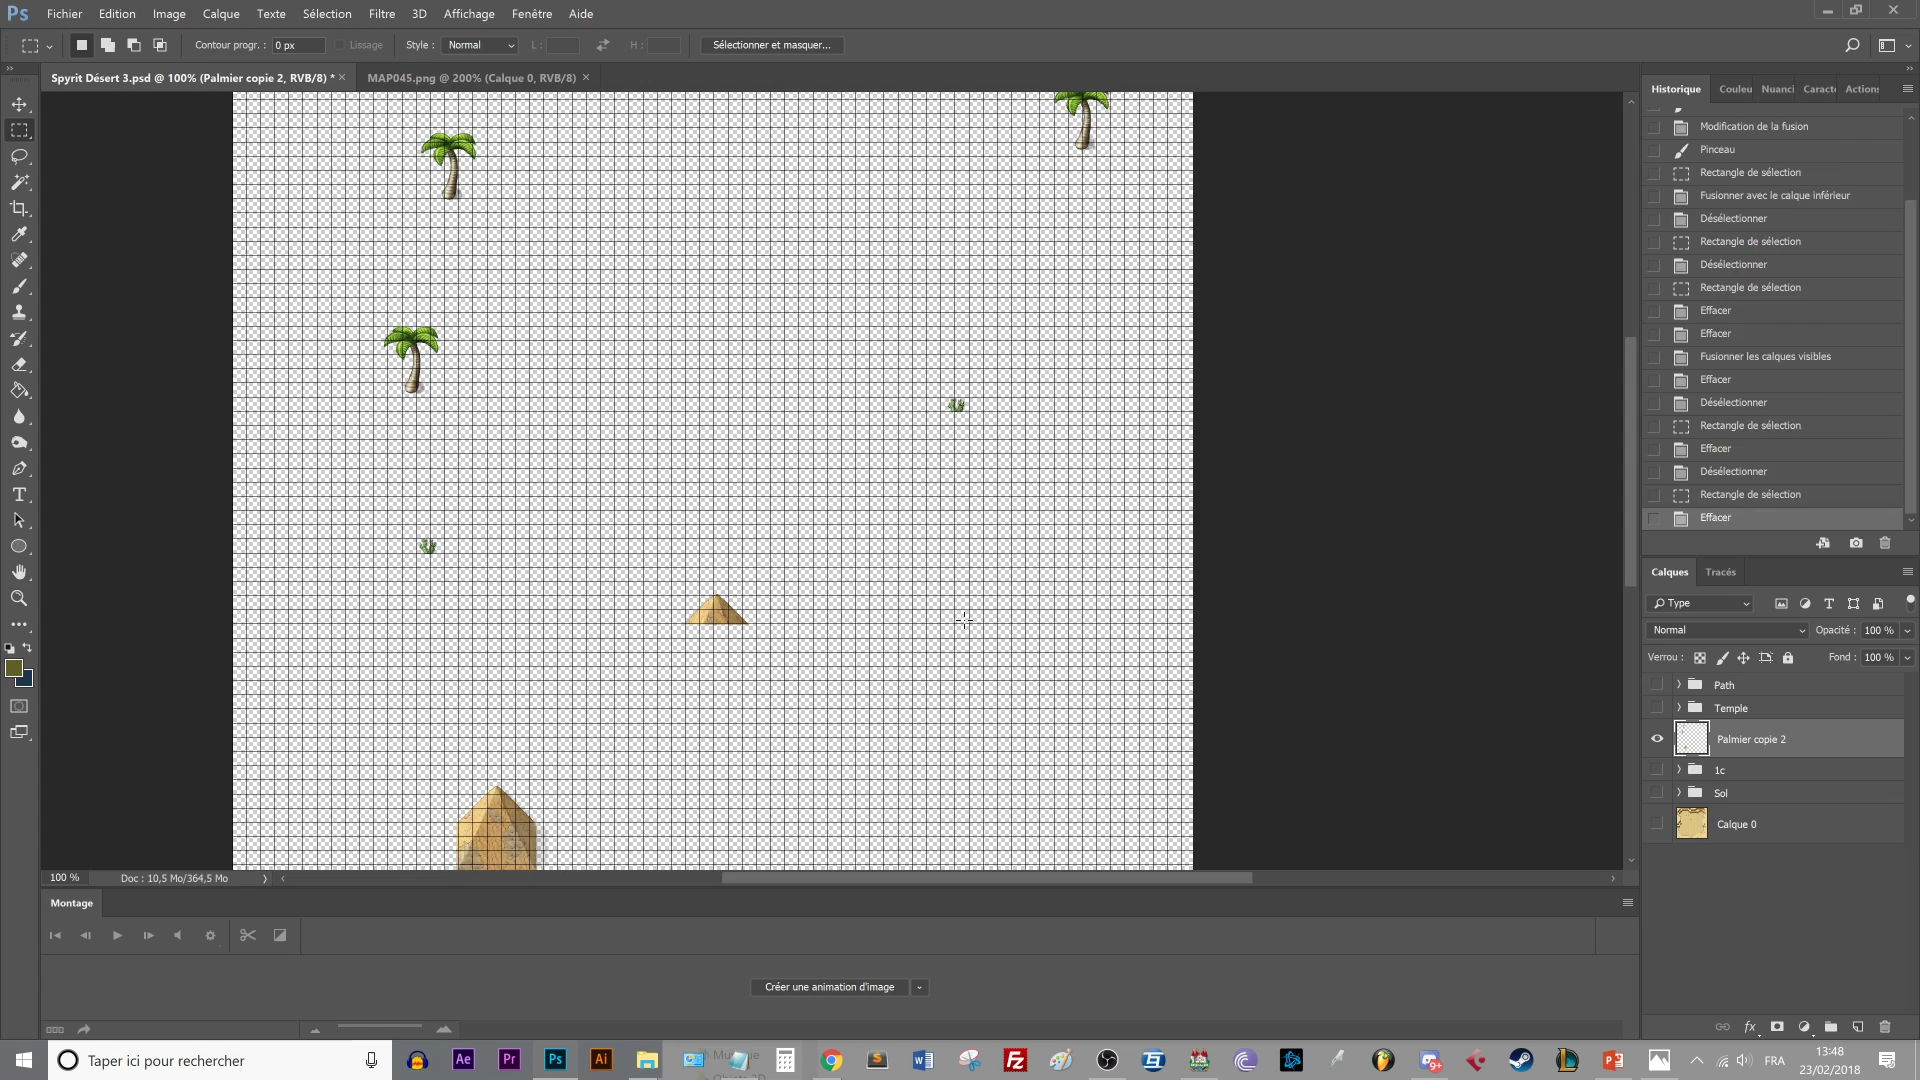 Ps Fichier Edition Image Calque Texte Sélection Filtre 3D Affichage Fenêtre Aide
Contour progr. : 0 px Lissage Style : Normal L : H : Sélectionner et masquer...
Spyrit Désert 3.psd @ 100% (Palmier copie 2, RVB/8) * × MAP045.png @ 200% (Calque 0, RVB/8) ×
Historique Couleu Nuanci Caracte Actions
Modification de la fusion
Pinceau
Rectangle de sélection
Fusionner avec le calque inférieur
Désélectionner
Rectangle de sélection
Désélectionner
Rectangle de sélection
Effacer
Effacer
Fusionner les calques visibles
Effacer
Désélectionner
Rectangle de sélection
Effacer
Désélectionner
Rectangle de sélection
Effacer
Calques Tracés
Type
Normal Opacité : 100 %
Verrou : Fond : 100 %
Path
Temple
Palmier copie 2
1c
Sol
Calque 0
100 % Doc : 10,5 Mo/364,5 Mo
Montage
Créer une animation d'image
Taper ici pour rechercher
Ae Pr Ps Ai
FRA
13:48
23/02/2018